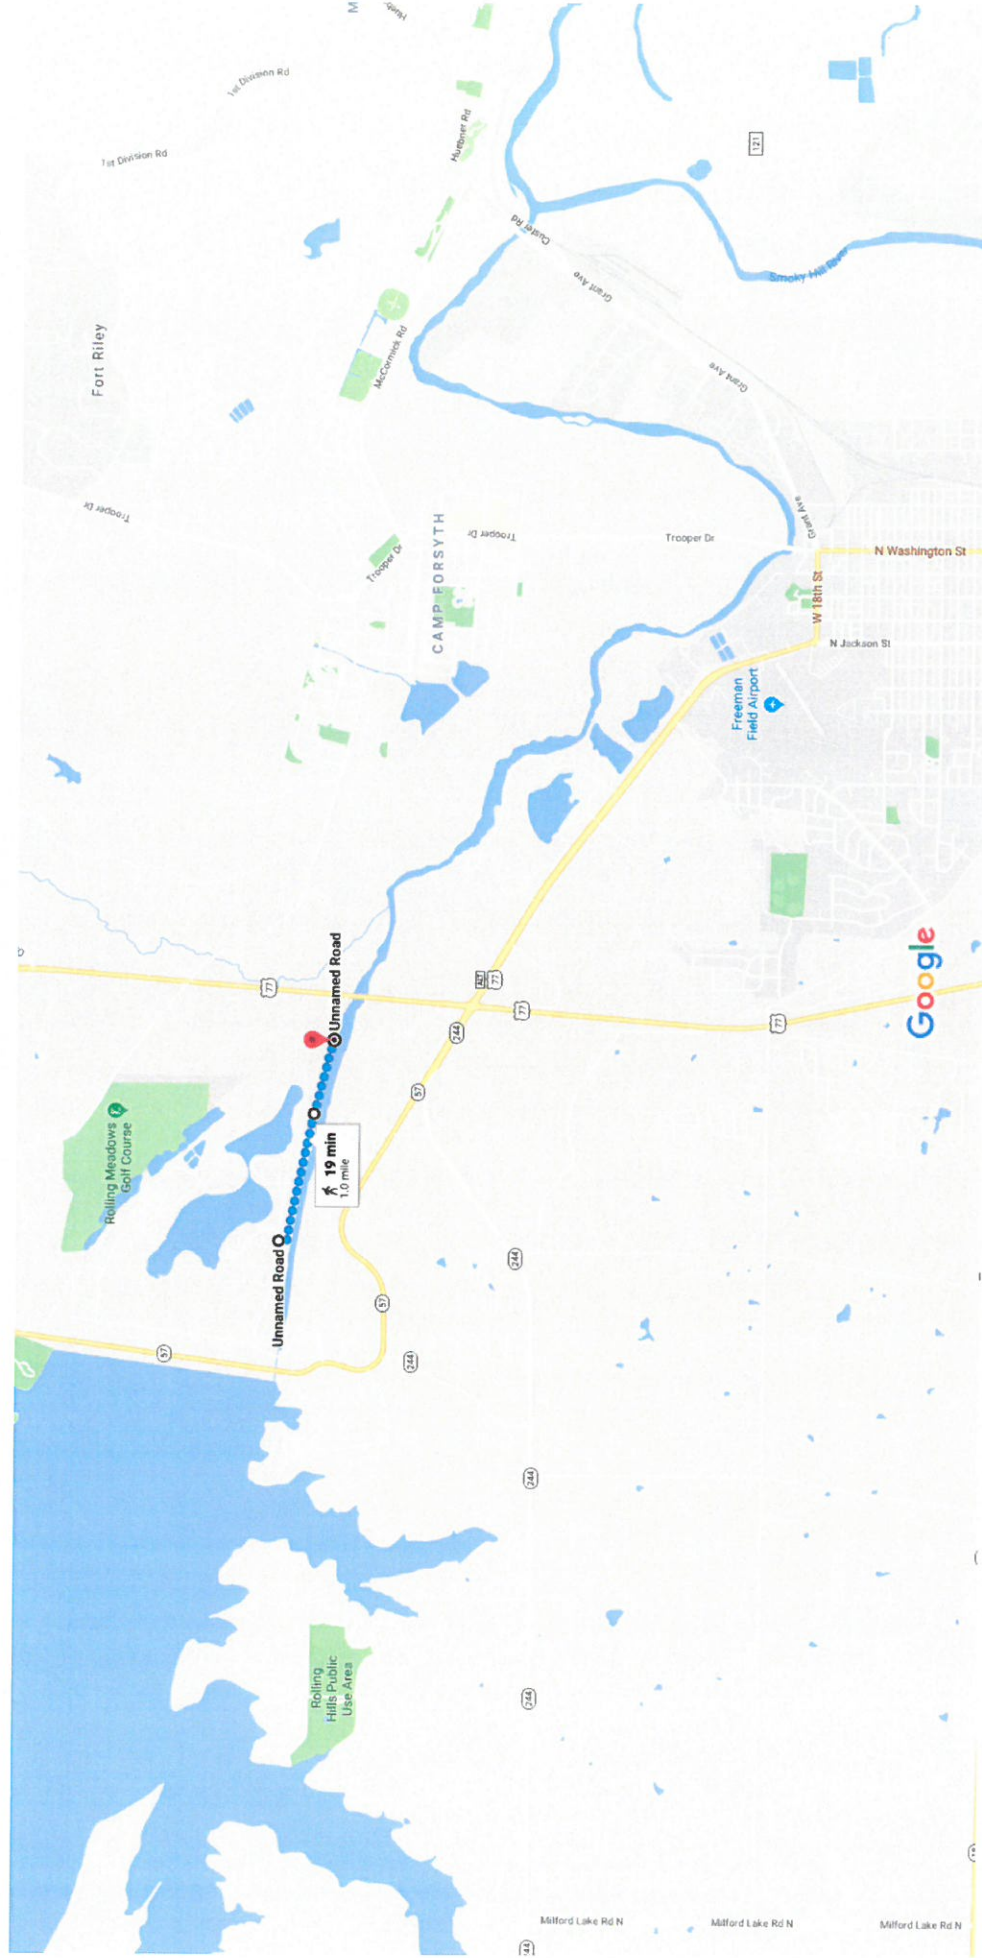 M
Huebner Rd
1st Division Rd
1st Division Rd
121
Custer Rd
Grant Ave
Smoky Hill River
Fort Riley
McCormick Rd
Grant Ave
Trooper Dr
CAMP FORSYTH
Trooper Dr
Trooper Dr
Trooper Dr
Grant Ave
N Washington St
W 18th St
N Jackson St
Freeman
Field Airport
77
Unnamed Road
ALT
77
77
77
244
57
Google
Rolling Meadows
Golf Course
19 min
1.0 mile
Unnamed Road
244
57
57
244
244
Rolling
Hills Public
Use Area
244
Milford Lake Rd N
Milford Lake Rd N
Milford Lake Rd N